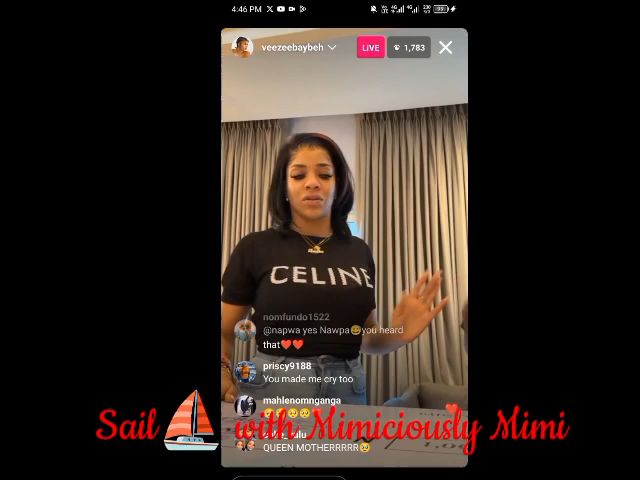 4:46 PM
veezeebaybeh
LIVE
1,783
CELINE
nomfundo1522
@napwa yes Nawpa😄you heard
that❤️❤️
priscy9188
You made me cry too
mahlenomnganga
Sail with Mimiciously Mimi
QUEEN MOTHERRRRR🥹